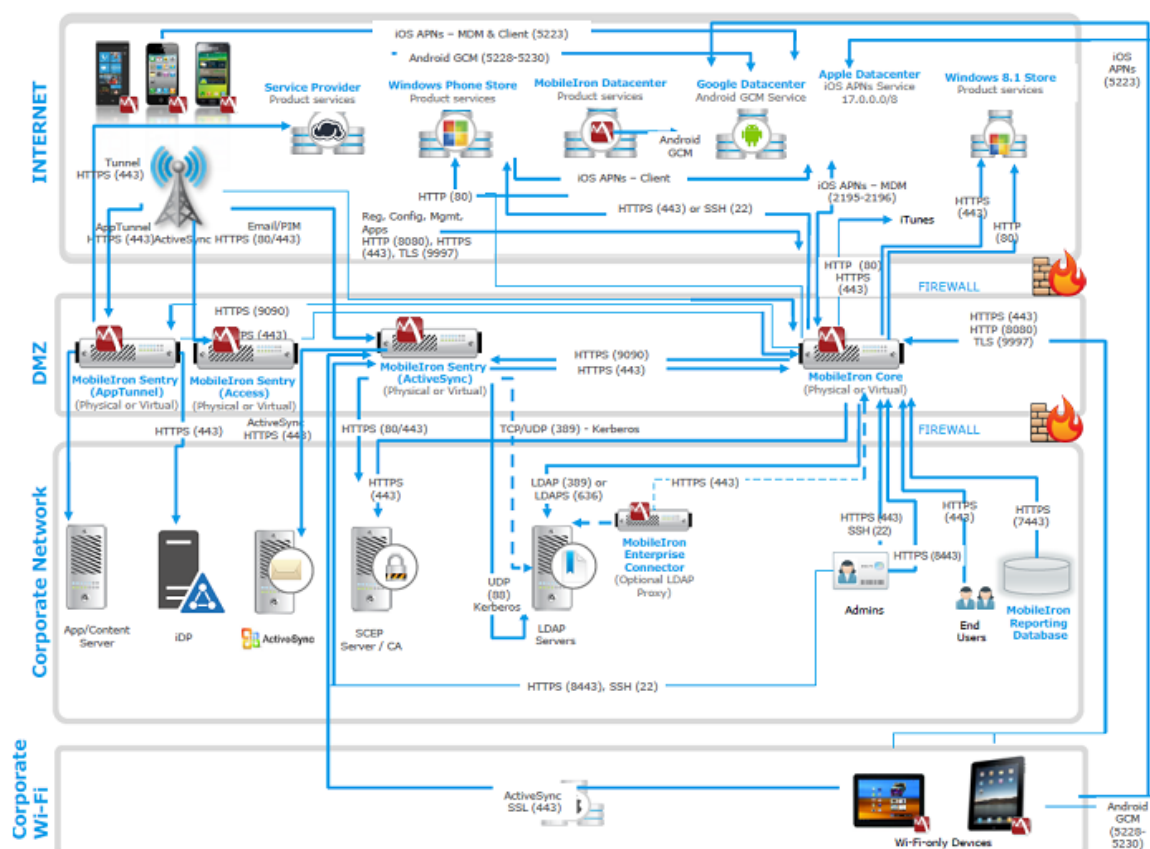 INTERNET
iOS APNs – MDM & Client (5223)
Android GCM (5228-5230)
iOS
APNs
(5223)
Service Provider
Product services
Windows Phone Store
Product services
MobileIron Datacenter
Product services
Google Datacenter
Android GCM Service
Apple Datacenter
iOS APNs Service
17.0.0.0/8
Windows 8.1 Store
Product services
Android
GCM
Tunnel
HTTPS (443)
iOS APNs – Client
iOS APNs – MDM
(2195-2196)
HTTP (80)
HTTPS (443) or SSH (22)
iTunes
HTTPS
(443)
HTTP
(80)
AppTunnel
HTTPS (443)
ActiveSync
Email/PIM
HTTPS (80/443)
Reg, Config, Mgmt,
Apps
HTTP (8080), HTTPS
(443), TLS (9997)
HTTP (80)
HTTPS
(443)
FIREWALL
DMZ
HTTPS (9090)
PS (443)
HTTPS (443)
HTTP (8080)
TLS (9997)
HTTPS (9090)
HTTPS (443)
MobileIron Sentry
(AppTunnel)
(Physical or Virtual)
MobileIron Sentry
(Access)
(Physical or Virtual)
MobileIron Sentry
(ActiveSync)
(Physical or Virtual)
MobileIron Core
(Physical or Virtual)
HTTPS (443)
ActiveSync
HTTPS (443)
HTTPS (80/443)
TCP/UDP (389) - Kerberos
FIREWALL
Corporate Network
HTTPS
(443)
LDAP (389) or
LDAPS (636)
HTTPS (443)
HTTPS (443)
SSH (22)
HTTPS
(443)
HTTPS
(7443)
MobileIron
Enterprise
Connector
(Optional LDAP
Proxy)
HTTPS (8443)
UDP
(88)
Kerberos
App/Content
Server
iDP
ActiveSync
SCEP
Server / CA
LDAP
Servers
Admins
End
Users
MobileIron
Reporting
Database
HTTPS (8443), SSH (22)
Corporate
Wi-Fi
ActiveSync
SSL (443)
Wi-Fi-only Devices
Android
GCM
(5228-
5230)